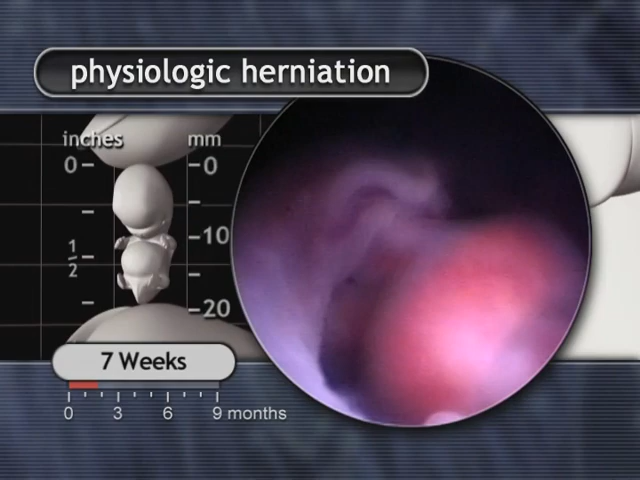 physiologic herniation
inches mm
0 0
10
1/2
20
7 Weeks
0 3 6 9 months